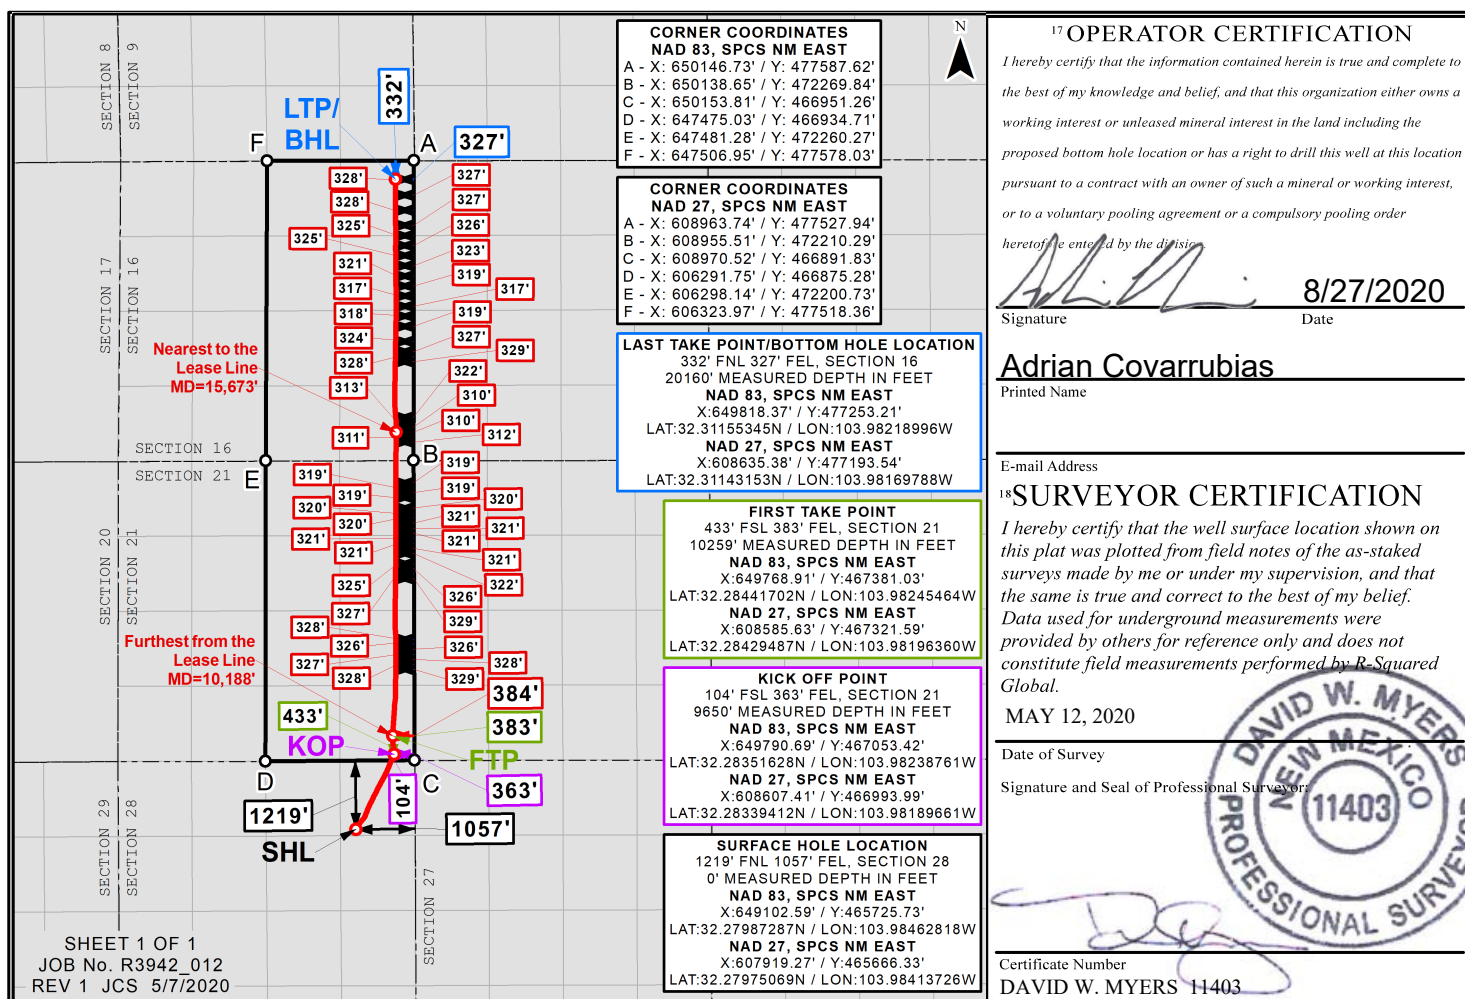 SECTION 8
SECTION 9
LTP/
BHL
332'
327'
F
A
328'
327'
328'
327'
325'
326'
325'
323'
321'
319'
317'
317'
318'
319'
324'
327'
329'
328'
322'
313'
310'
310'
311'
312'
SECTION 17
SECTION 16
Nearest to the
Lease Line
MD=15,673'
SECTION 16
SECTION 21
B
E
319'
319'
319'
319'
320'
320'
321'
320'
321'
321'
321'
321'
321'
322'
325'
326'
327'
329'
328'
326'
326'
328'
327'
329'
328'
SECTION 20
SECTION 21
Furthest from the
Lease Line
MD=10,188'
384'
433'
383'
KOP
FTP
D
C
104'
363'
1219'
1057'
SHL
SECTION 29
SECTION 28
SECTION 27
SHEET 1 OF 1
JOB No. R3942_012
REV 1 JCS 5/7/2020
N
CORNER COORDINATES
NAD 83, SPCS NM EAST
A - X: 650146.73' / Y: 477587.62'
B - X: 650138.65' / Y: 472269.84'
C - X: 650153.81' / Y: 466951.26'
D - X: 647475.03' / Y: 466934.71'
E - X: 647481.28' / Y: 472260.27'
F - X: 647506.95' / Y: 477578.03'
CORNER COORDINATES
NAD 27, SPCS NM EAST
A - X: 608963.74' / Y: 477527.94'
B - X: 608955.51' / Y: 472210.29'
C - X: 608970.52' / Y: 466891.83'
D - X: 606291.75' / Y: 466875.28'
E - X: 606298.14' / Y: 472200.73'
F - X: 606323.97' / Y: 477518.36'
LAST TAKE POINT/BOTTOM HOLE LOCATION
332' FNL 327' FEL, SECTION 16
20160' MEASURED DEPTH IN FEET
NAD 83, SPCS NM EAST
X:649818.37' / Y:477253.21'
LAT:32.31155345N / LON:103.98218996W
NAD 27, SPCS NM EAST
X:608635.38' / Y:477193.54'
LAT:32.31143153N / LON:103.98169788W
FIRST TAKE POINT
433' FSL 383' FEL, SECTION 21
10259' MEASURED DEPTH IN FEET
NAD 83, SPCS NM EAST
X:649768.91' / Y:467381.03'
LAT:32.28441702N / LON:103.98245464W
NAD 27, SPCS NM EAST
X:608585.63' / Y:467321.59'
LAT:32.28429487N / LON:103.98196360W
KICK OFF POINT
104' FSL 363' FEL, SECTION 21
9650' MEASURED DEPTH IN FEET
NAD 83, SPCS NM EAST
X:649790.69' / Y:467053.42'
LAT:32.28351628N / LON:103.98238761W
NAD 27, SPCS NM EAST
X:608607.41' / Y:466993.99'
LAT:32.28339412N / LON:103.98189661W
SURFACE HOLE LOCATION
1219' FNL 1057' FEL, SECTION 28
0' MEASURED DEPTH IN FEET
NAD 83, SPCS NM EAST
X:649102.59' / Y:465725.73'
LAT:32.27987287N / LON:103.98462818W
NAD 27, SPCS NM EAST
X:607919.27' / Y:465666.33'
LAT:32.27975069N / LON:103.98413726W
17 OPERATOR CERTIFICATION
I hereby certify that the information contained herein is true and complete to
the best of my knowledge and belief, and that this organization either owns a
working interest or unleased mineral interest in the land including the
proposed bottom hole location or has a right to drill this well at this location
pursuant to a contract with an owner of such a mineral or working interest,
or to a voluntary pooling agreement or a compulsory pooling order
heretofore entered by the division.
8/27/2020
Signature Date
Adrian Covarrubias
Printed Name
E-mail Address
18 SURVEYOR CERTIFICATION
I hereby certify that the well surface location shown on
this plat was plotted from field notes of the as-staked
surveys made by me or under my supervision, and that
the same is true and correct to the best of my belief.
Data used for underground measurements were
provided by others for reference only and does not
constitute field measurements performed by R-Squared
Global.
MAY 12, 2020
Date of Survey
Signature and Seal of Professional Surveyor:
DAVID W. MYERS
NEW MEXICO
11403
PROFESSIONAL SURVEYOR
Certificate Number
DAVID W. MYERS 11403